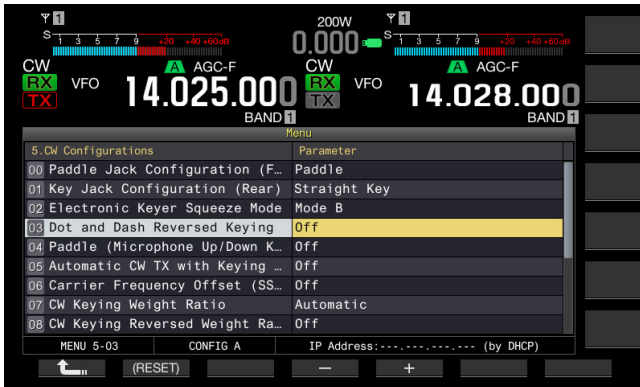 1 200W 1
S 1 3 5 7 9 +20 +40 +60dB 0.000 S 1 3 5 7 9 +20 +40 +60dB
CW A AGC-F CW A AGC-F
RX VFO 14.025.000 RX VFO 14.028.000
TX BAND 1 TX BAND 1
Menu
5.CW Configurations Parameter
00 Paddle Jack Configuration (F… Paddle
01 Key Jack Configuration (Rear) Straight Key
02 Electronic Keyer Squeeze Mode Mode B
03 Dot and Dash Reversed Keying Off
04 Paddle (Microphone Up/Down K… Off
05 Automatic CW TX with Keying … Off
06 Carrier Frequency Offset (SS… Off
07 CW Keying Weight Ratio Automatic
08 CW Keying Reversed Weight Ra… Off
MENU 5-03 CONFIG A IP Address:---.---.---.--- (by DHCP)
(RESET) − +